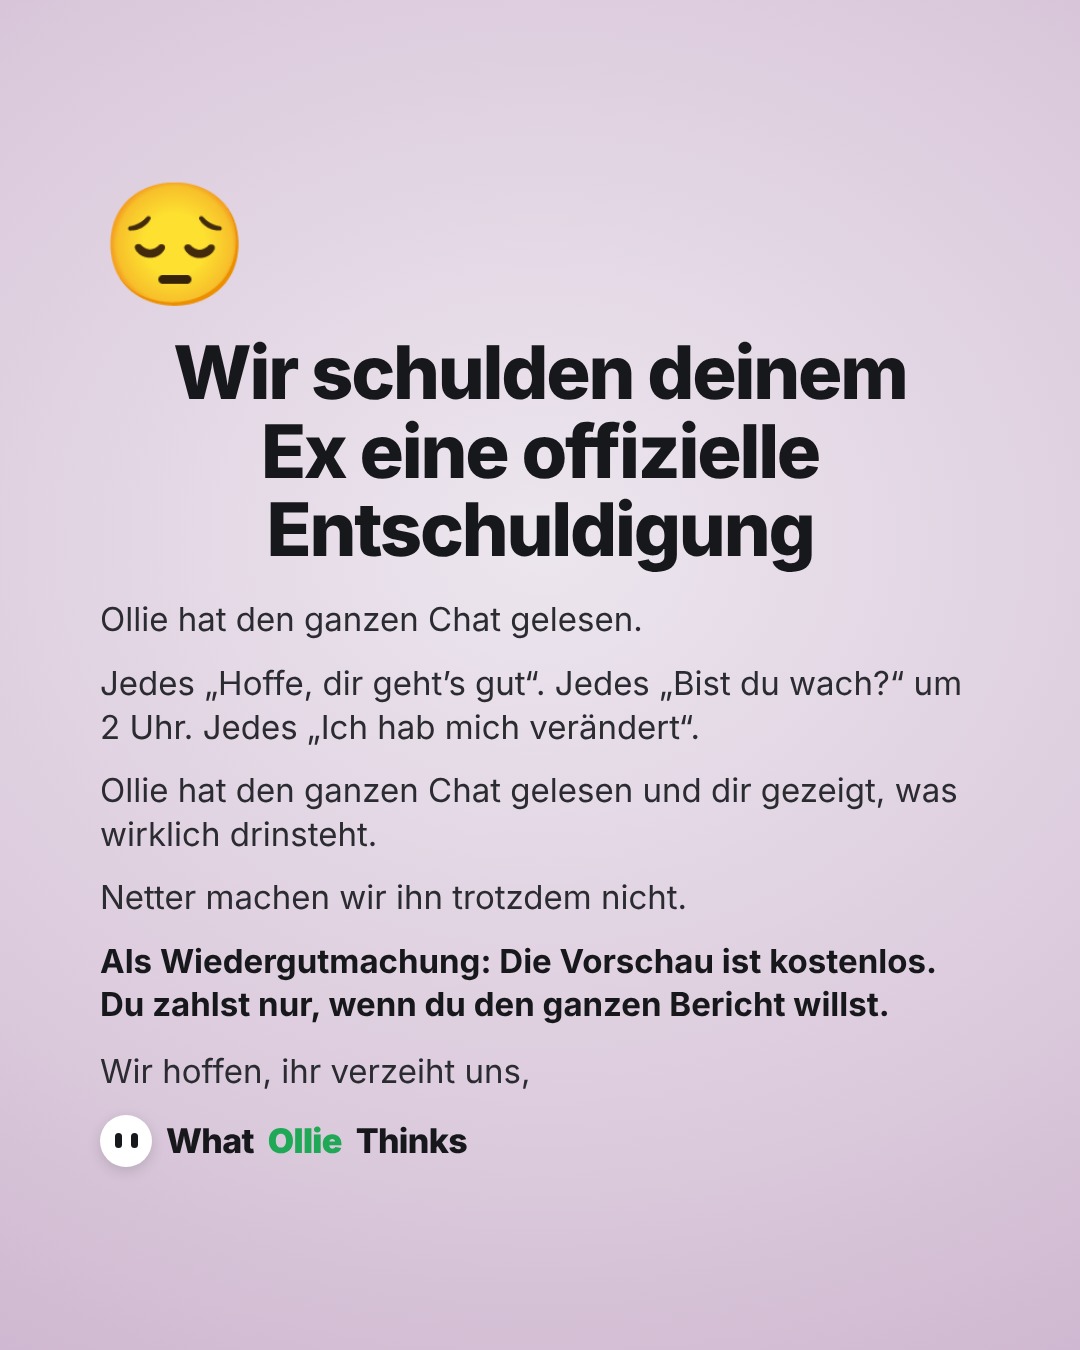 Wir schulden deinem
Ex eine offizielle
Entschuldigung
Ollie hat den ganzen Chat gelesen.
Jedes „Hoffe, dir geht’s gut“. Jedes „Bist du wach?“ um
2 Uhr. Jedes „Ich hab mich verändert“.
Ollie hat den ganzen Chat gelesen und dir gezeigt, was
wirklich drinsteht.
Netter machen wir ihn trotzdem nicht.
Als Wiedergutmachung: Die Vorschau ist kostenlos.
Du zahlst nur, wenn du den ganzen Bericht willst.
Wir hoffen, ihr verzeiht uns,
What Ollie Thinks